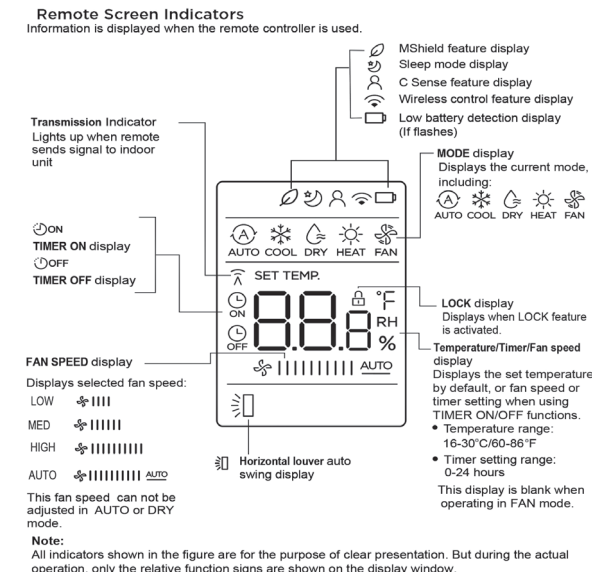 Remote Screen Indicators
Information is displayed when the remote controller is used.
MShield feature display
Sleep mode display
C Sense feature display
Wireless control feature display
Low battery detection display
(If flashes)
Transmission Indicator
Lights up when remote
sends signal to indoor
unit
MODE display
Displays the current mode,
including:
AUTO COOL DRY HEAT FAN
AUTO COOL DRY HEAT FAN
SET TEMP.
ON
TIMER ON display
OFF
TIMER OFF display
ON
OFF
88.8
°F
RH
%
AUTO
LOCK display
Displays when LOCK feature
is activated.
Temperature/Timer/Fan speed
display
Displays the set temperature
by default, or fan speed or
timer setting when using
TIMER ON/OFF functions.
• Temperature range:
16-30°C/60-86°F
• Timer setting range:
0-24 hours
This display is blank when
operating in FAN mode.
FAN SPEED display
Displays selected fan speed:
LOW
MED
HIGH
AUTO AUTO
This fan speed can not be
adjusted in AUTO or DRY
mode.
Horizontal louver auto
swing display
Note:
All indicators shown in the figure are for the purpose of clear presentation. But during the actual
operation, only the relative function signs are shown on the display window.